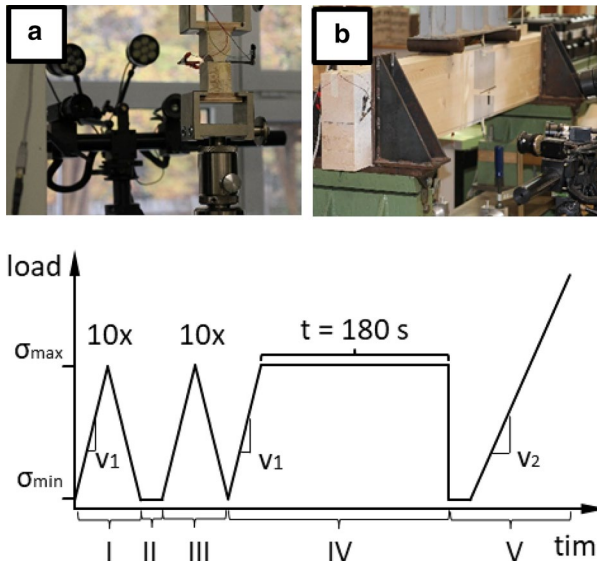 a
b
load
10x
10x
t = 180 s
σmax
v1
v1
v2
σmin
I
II
III
IV
V
tim